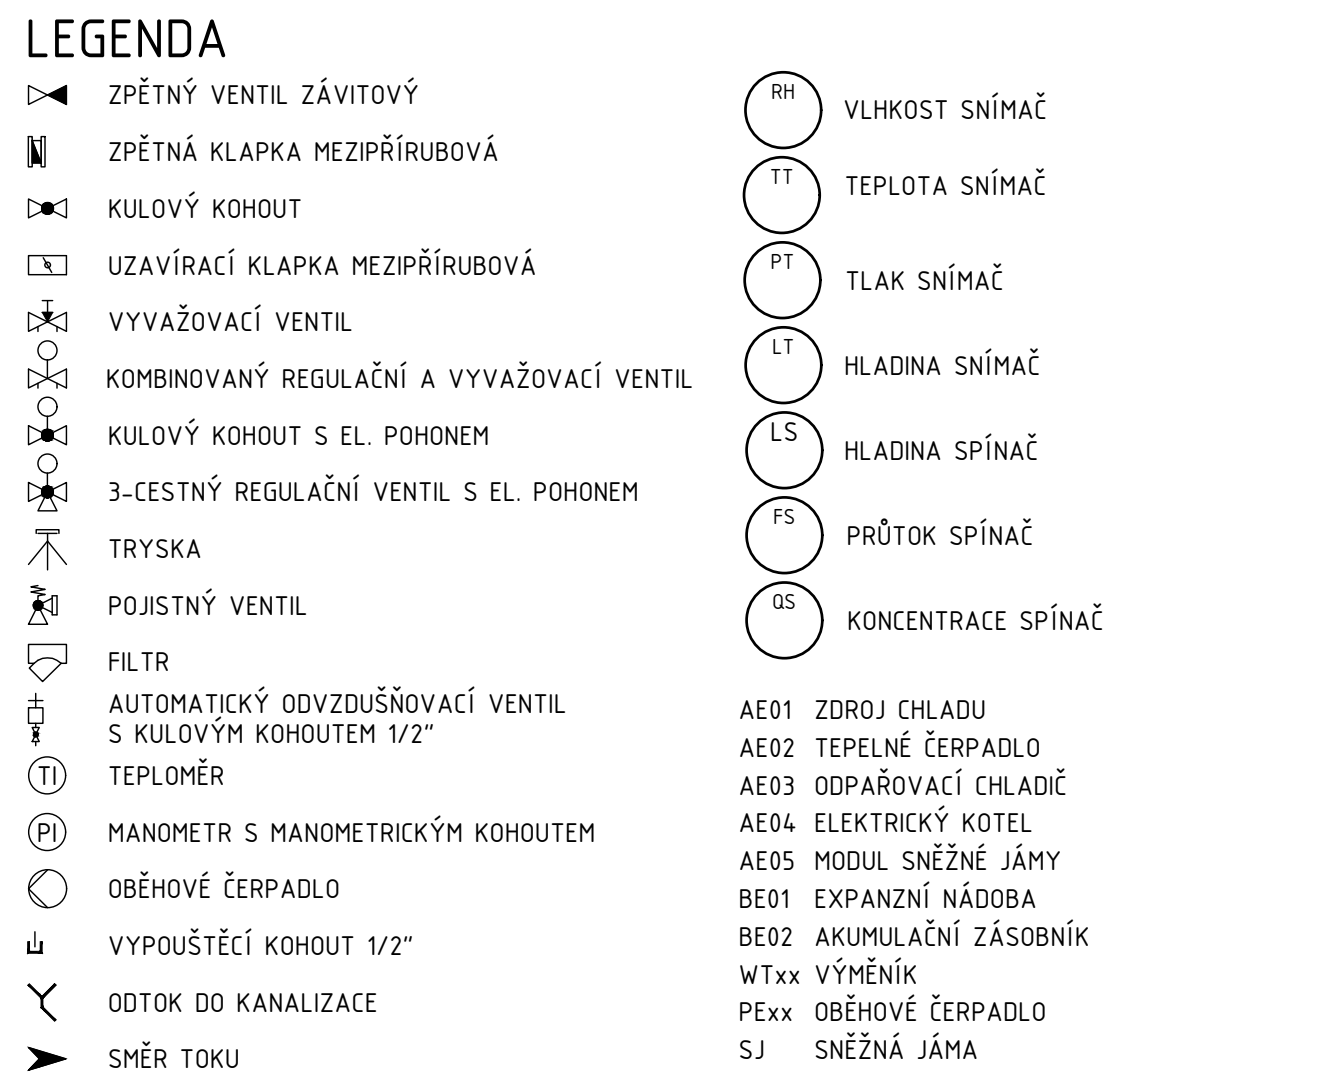 LEGENDA
ZPĚTNÝ VENTIL ZÁVITOVÝ
ZPĚTNÁ KLAPKA MEZIPŘÍRUBOVÁ
KULOVÝ KOHOUT
UZAVÍRACÍ KLAPKA MEZIPŘÍRUBOVÁ
VYVAŽOVACÍ VENTIL
KOMBINOVANÝ REGULAČNÍ A VYVAŽOVACÍ VENTIL
KULOVÝ KOHOUT S EL. POHONEM
3-CESTNÝ REGULAČNÍ VENTIL S EL. POHONEM
TRYSKA
POJISTNÝ VENTIL
FILTR
AUTOMATICKÝ ODVZDUŠŇOVACÍ VENTIL
S KULOVÝM KOHOUTEM 1/2"
TI TEPLOMĚR
PI MANOMETR S MANOMETRICKÝM KOHOUTEM
OBĚHOVÉ ČERPADLO
VYPOUŠTĚCÍ KOHOUT 1/2"
ODTOK DO KANALIZACE
SMĚR TOKU
RH VLHKOST SNÍMAČ
TT TEPLOTA SNÍMAČ
PT TLAK SNÍMAČ
LT HLADINA SNÍMAČ
LS HLADINA SPÍNAČ
FS PRŮTOK SPÍNAČ
QS KONCENTRACE SPÍNAČ
AE01 ZDROJ CHLADU
AE02 TEPELNÉ ČERPADLO
AE03 ODPAŘOVACÍ CHLADIČ
AE04 ELEKTRICKÝ KOTEL
AE05 MODUL SNĚŽNÉ JÁMY
BE01 EXPANZNÍ NÁDOBA
BE02 AKUMULAČNÍ ZÁSOBNÍK
WTxx VÝMĚNÍK
PExx OBĚHOVÉ ČERPADLO
SJ SNĚŽNÁ JÁMA